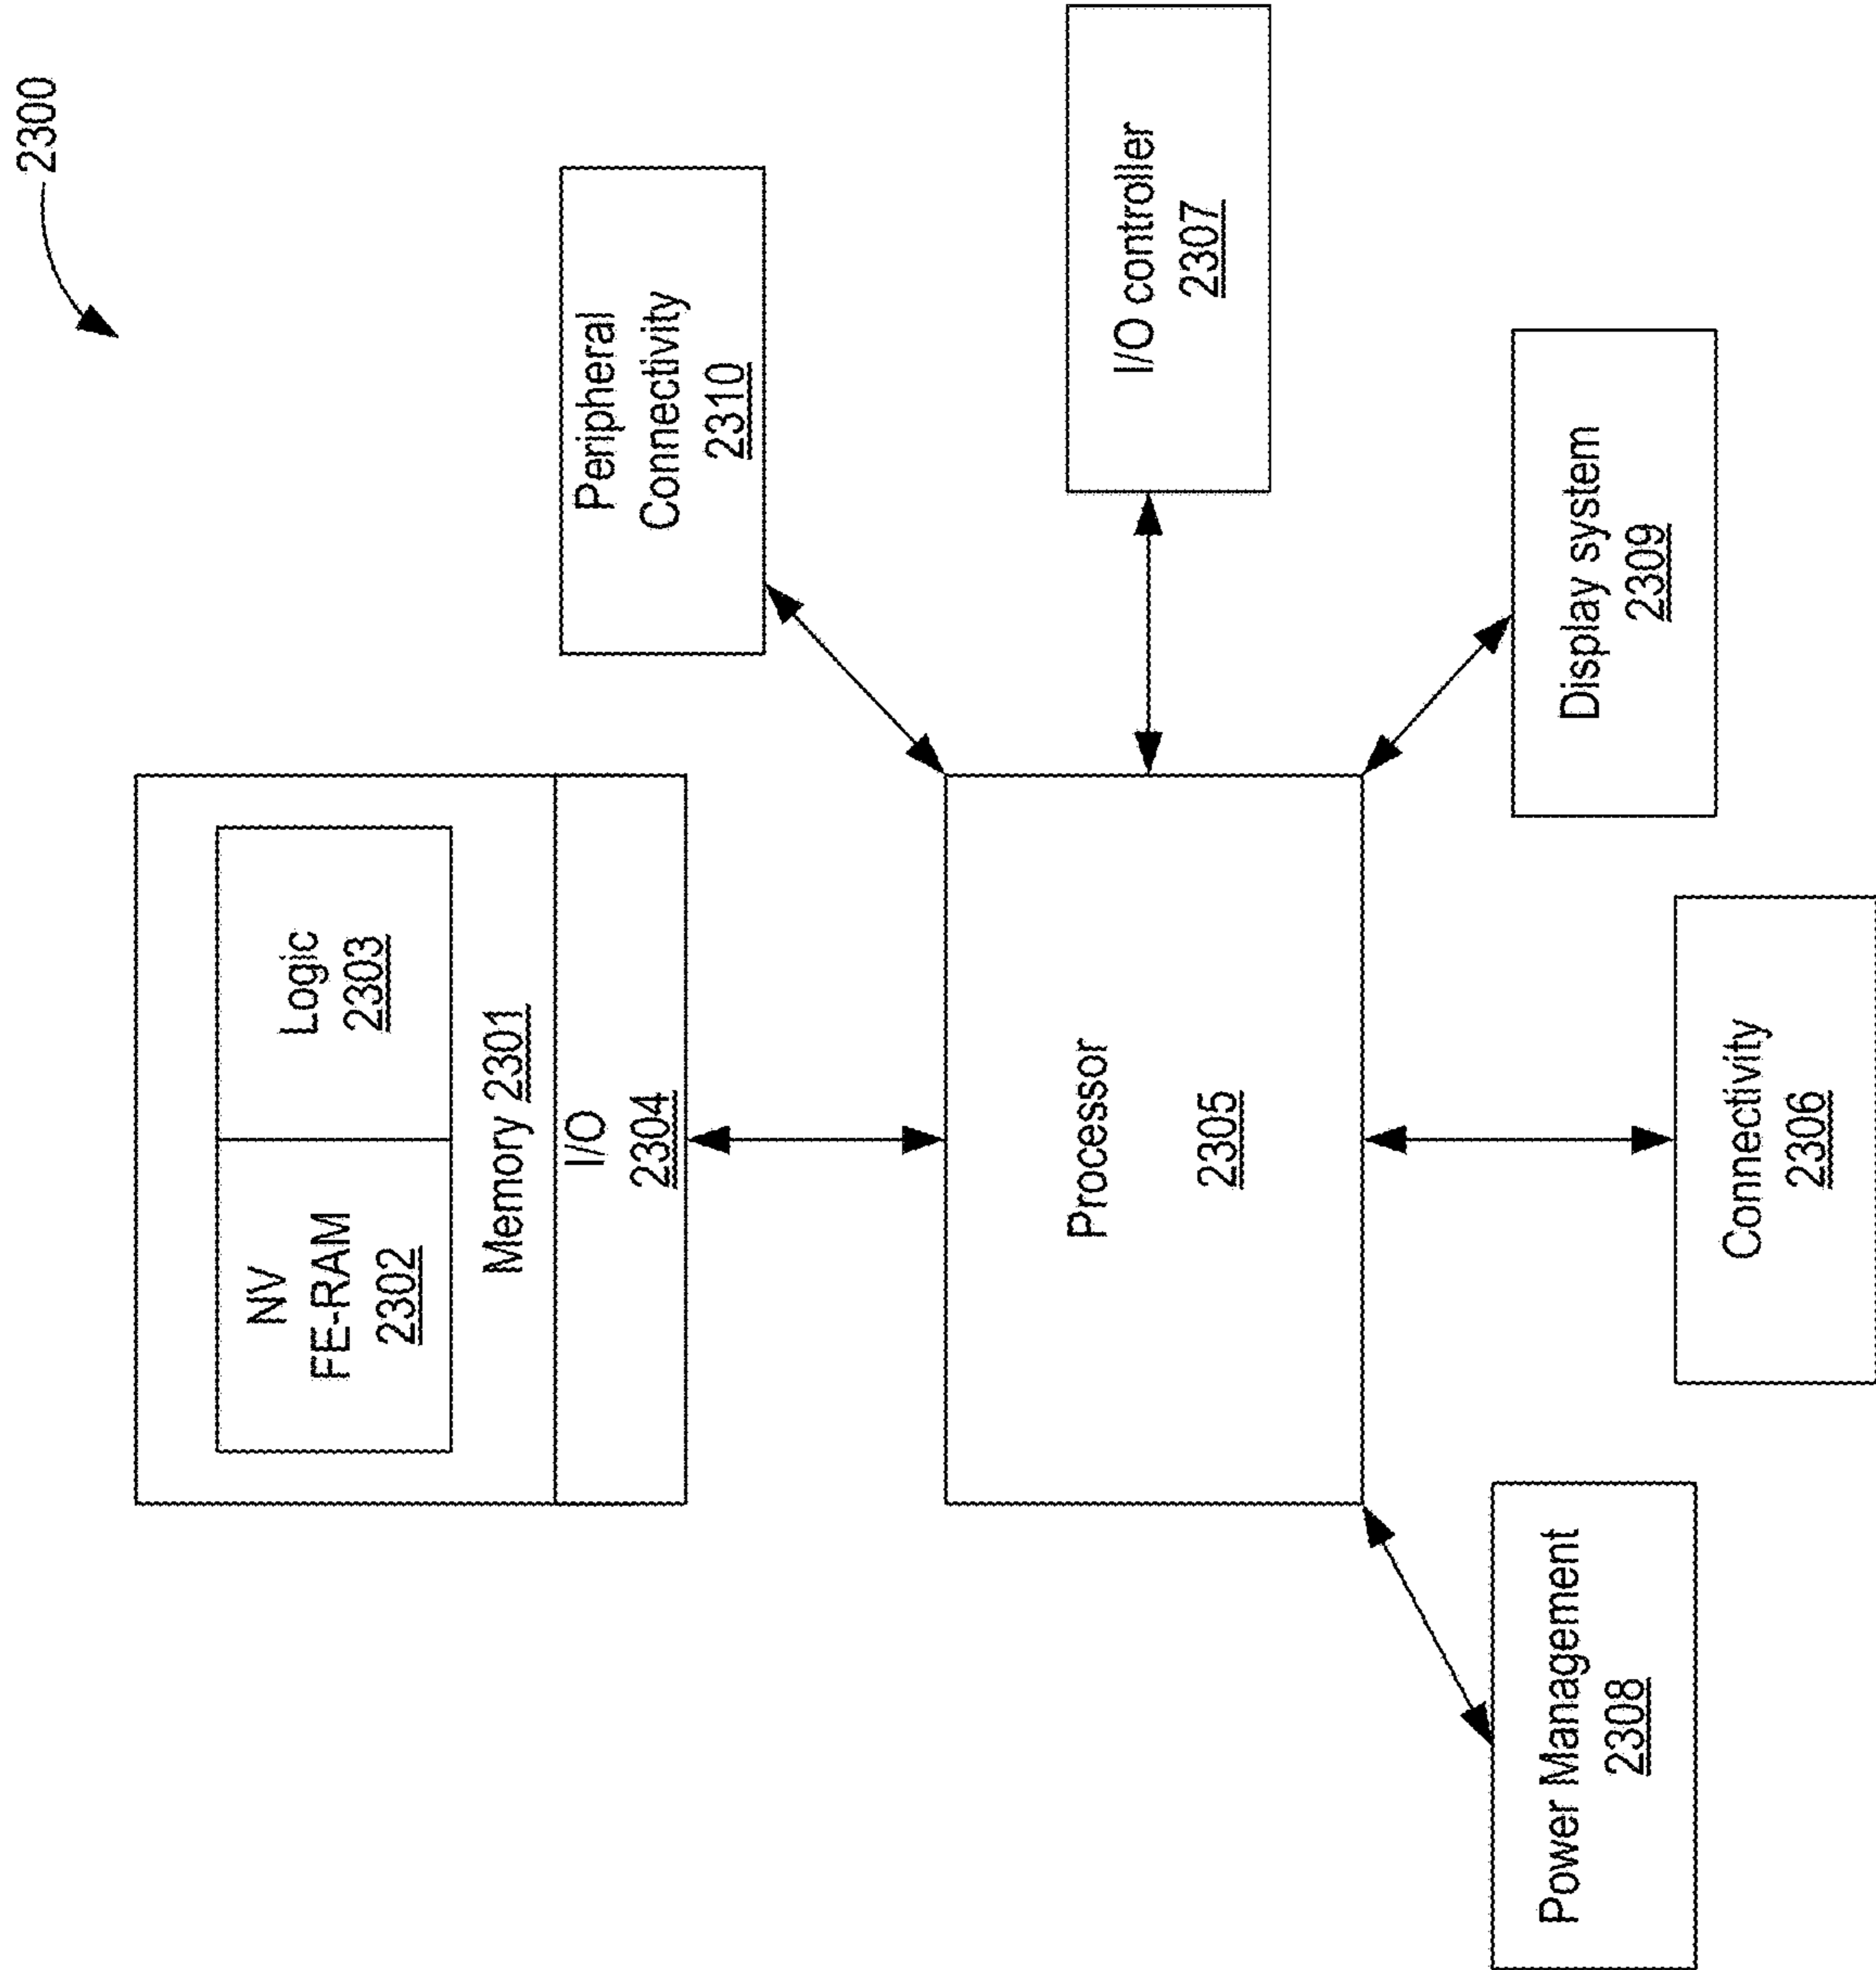 2300
NV
FE-RAM
2302
Logic
2303
Memory 2301
I/O
2304
Peripheral
Connectivity
2310
Processor
2305
I/O controller
2307
Display system
2309
Connectivity
2306
Power Management
2308